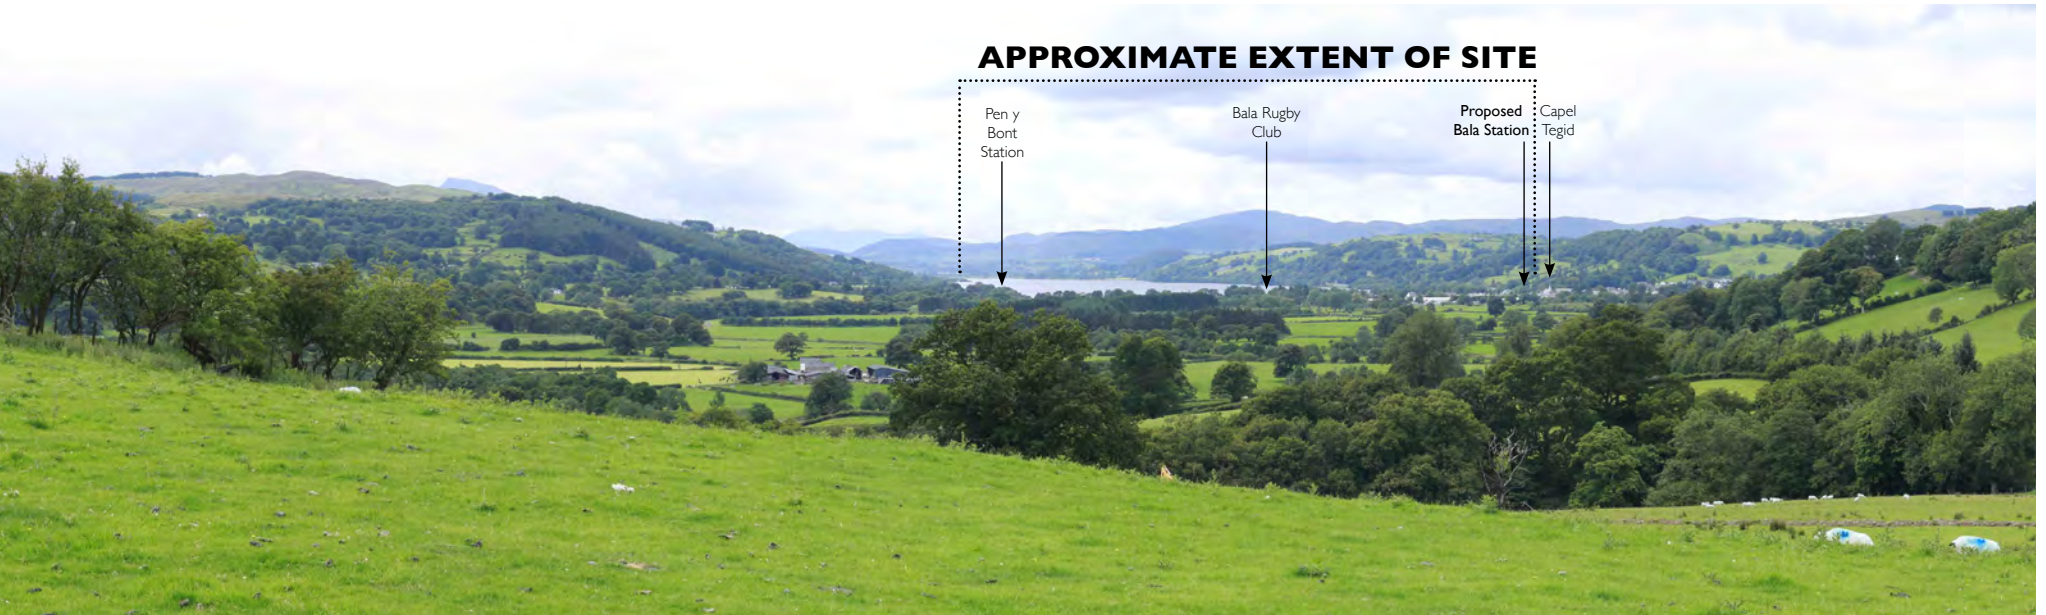 APPROXIMATE EXTENT OF SITE
Pen y
Bont
Station
Bala Rugby
Club
Proposed
Bala Station
Capel
Tegid